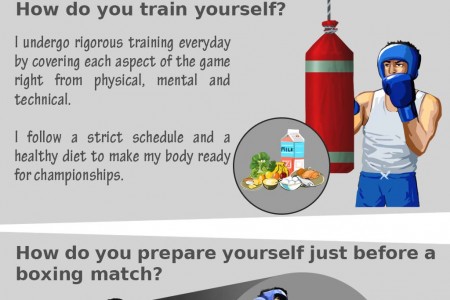 How do you train yourself?
I undergo rigorous training everyday
by covering each aspect of the game
right from physical, mental and
technical.
I follow a strict schedule and a
healthy diet to make my body ready
for championships.
MILK
How do you prepare yourself just before a
boxing match?